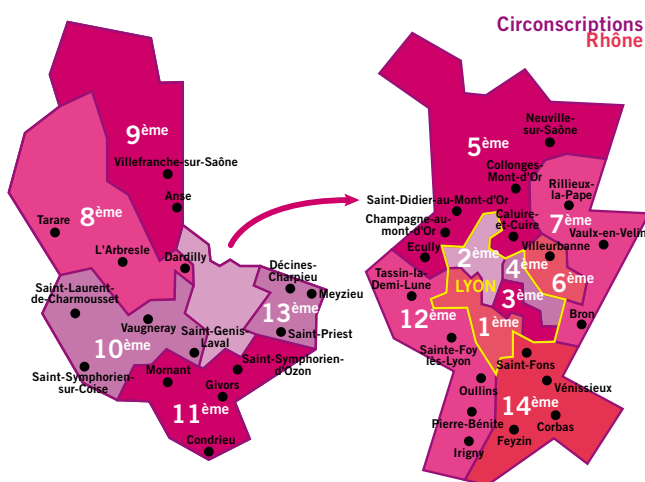 Circonscriptions
Rhône
9ème
Villefranche-sur-Saône
Anse
8ème
Tarare
L'Arbresle
Dardilly
Saint-Laurent-
de-Charmousset
Décines-
Charpieu
Meyzieu
13ème
Saint-Priest
Vaugneray
10ème
Saint-Genis
Laval
Saint-Symphorien-
sur-Coise
Mornant
Saint-Symphorien-
d'Ozon
Givors
11ème
Condrieu
Neuville-
sur-Saône
5ème
Collonges-
Mont-d'Or
Rillieux-
la-Pape
Saint-Didier-au-Mont-d'Or
Champagne-au-
mont-d'Or
Caluire-
et-Cuire
7ème
Vaulx-en-Velin
Ecully
2ème
Villeurbanne
4ème
6ème
Tassin-la-
Demi-Lune
LYON
3ème
12ème
1ème
Bron
Sainte-Foy
lès-Lyon
Saint-Fons
Oullins
Vénissieux
14ème
Pierre-Bénite
Corbas
Feyzin
Irigny